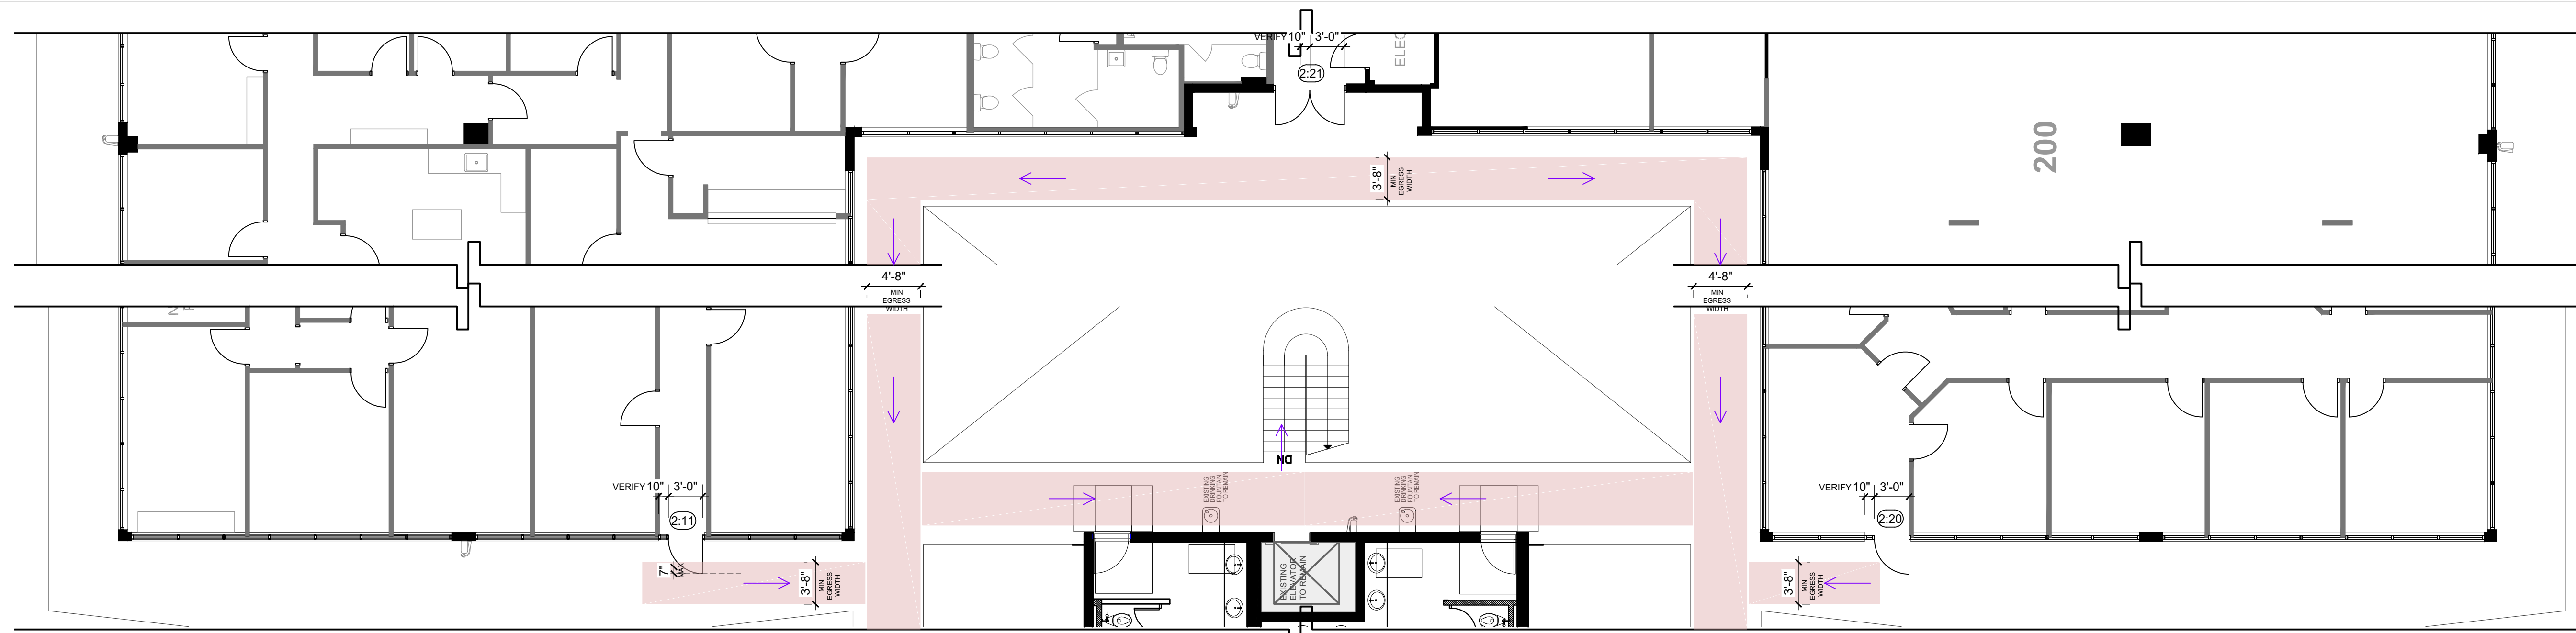 VERIFY 10" 3'-0"
2:21
ELEC
200
3'-8"
MIN
EGRESS
WIDTH
4'-8"
MIN
EGRESS
WIDTH
4'-8"
MIN
EGRESS
WIDTH
DN
EXISTING
DRINKING
FOUNTAIN
TO REMAIN
EXISTING
DRINKING
FOUNTAIN
TO REMAIN
VERIFY 10" 3'-0"
2:11
VERIFY 10" 3'-0"
2:20
7"
MAX
3'-8"
MIN
EGRESS
WIDTH
EXISTING
ELEVATOR
TO REMAIN
3'-8"
MIN
EGRESS
WIDTH